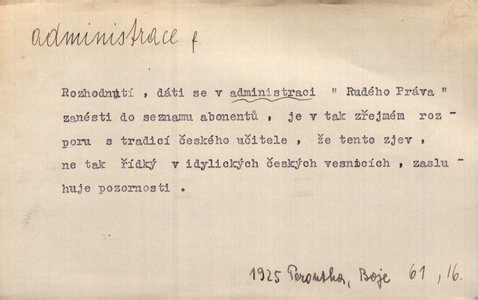 administrace f.
Rozhodnutí , dáti se v administraci " Rudého Práva "
zanésti do seznamu abonentů , je v tak zřejmém roz -
poru s tradicí českého učitele , že tento zjev ,
ne tak řídký v idylických českých vesnicích , zaslu -
huje pozornosti .
1925 Peroutka, Boje 61, 16.